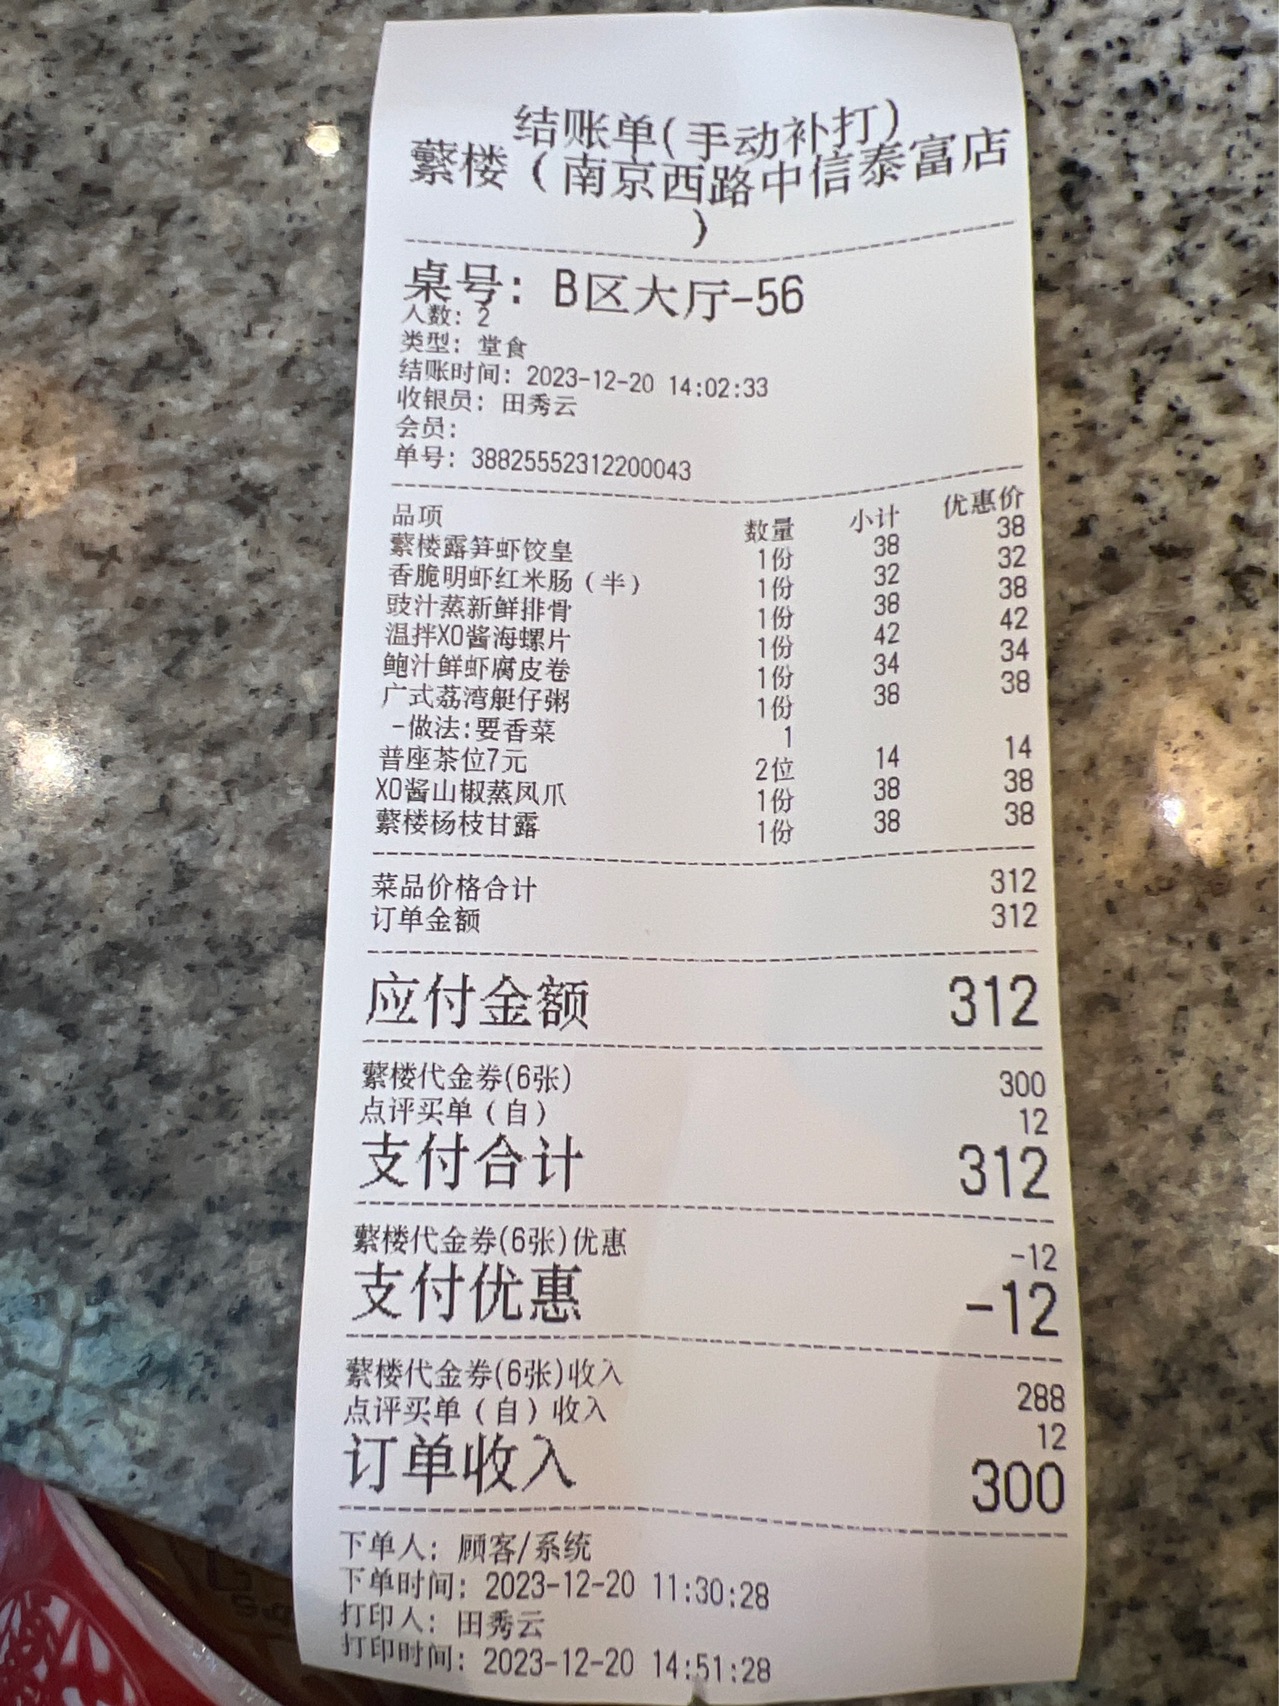 结账单(手动补打)
蘩楼（南京西路中信泰富店
）
桌号: B区大厅-56
人数: 2
类型: 堂食
结账时间: 2023-12-20 14:02:33
收银员: 田秀云
会员:
单号: 38825552312200043
品项 数量 小计 优惠价
蘩楼露笋虾饺皇 1份 38 38
香脆明虾红米肠（半） 1份 32 32
豉汁蒸新鲜排骨 1份 38 38
温拌XO酱海螺片 1份 42 42
鲍汁鲜虾腐皮卷 1份 34 34
广式荔湾艇仔粥 1份 38 38
-做法:要香菜 1
普座茶位7元 2位 14 14
XO酱山椒蒸凤爪 1份 38 38
蘩楼杨枝甘露 1份 38 38
菜品价格合计 312
订单金额 312
应付金额 312
蘩楼代金券(6张) 300
点评买单（自） 12
支付合计 312
蘩楼代金券(6张)优惠 -12
支付优惠 -12
蘩楼代金券(6张)收入 288
点评买单（自）收入 12
订单收入 300
下单人: 顾客/系统
下单时间: 2023-12-20 11:30:28
打印人: 田秀云
打印时间: 2023-12-20 14:51:28